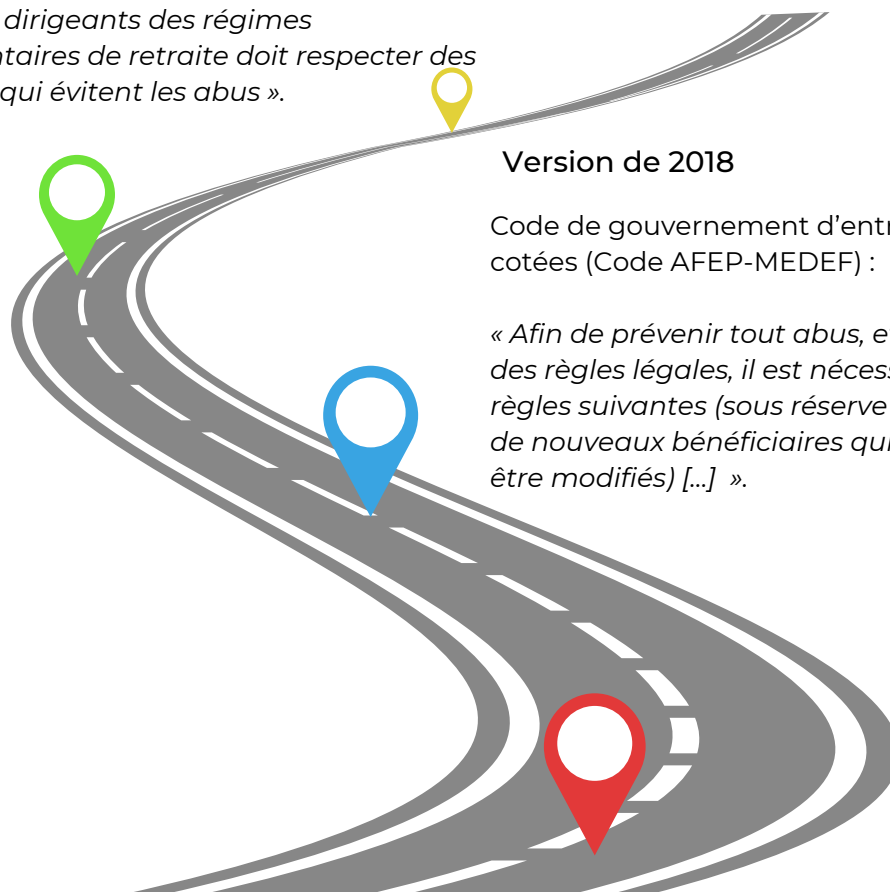 dirigeants des régimes
taires de retraite doit respecter des
qui évitent les abus ».
Version de 2018
Code de gouvernement d’entr
cotées (Code AFEP-MEDEF) :
« Afin de prévenir tout abus, e
des règles légales, il est néces
règles suivantes (sous réserve
de nouveaux bénéficiaires qui
être modifiés) [...] ».